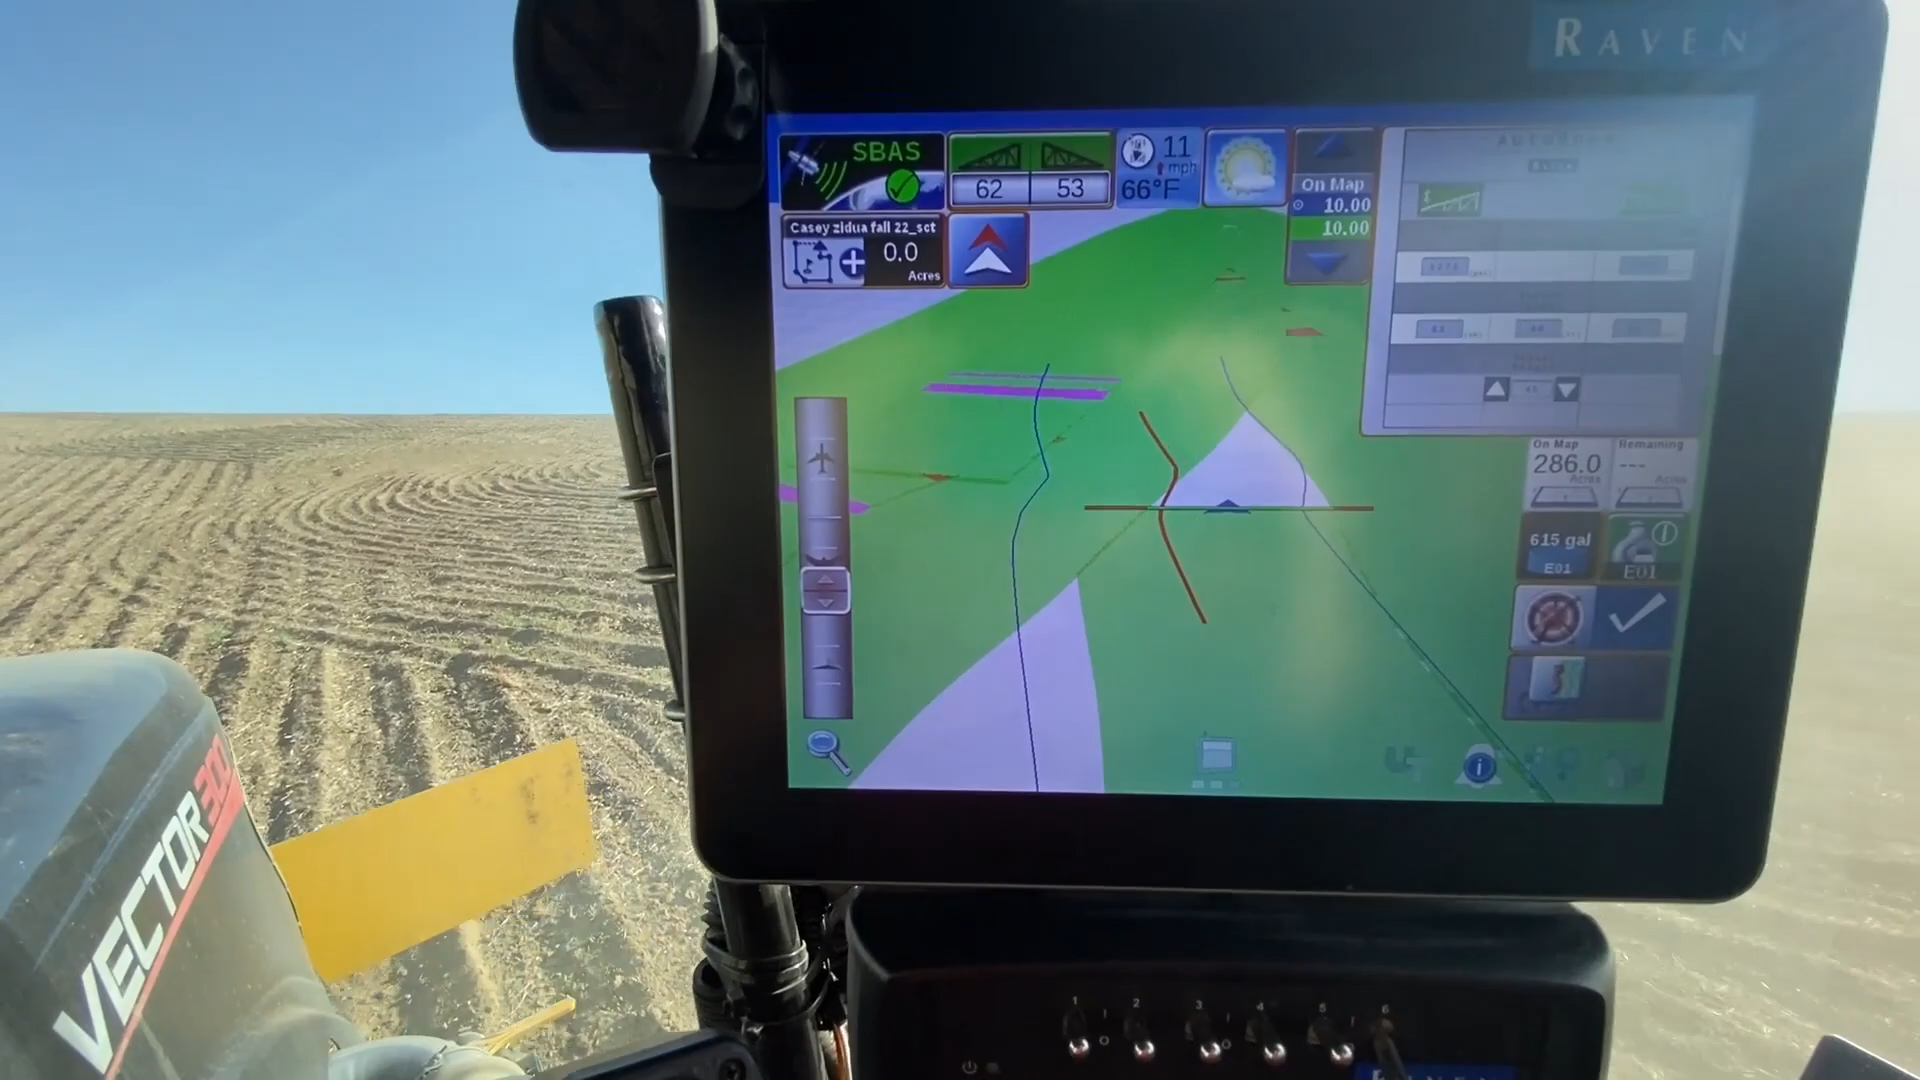 RAVEN
SBAS
62 53
11
mph
66°F
On Map
10.00
10.00
Casey zidua fall 22_sct
0.0
Acres
On Map Remaining
286.0 ---
Acres Acres
615 gal
E01 E01
VECTOR300
1 2 3 4 5 6